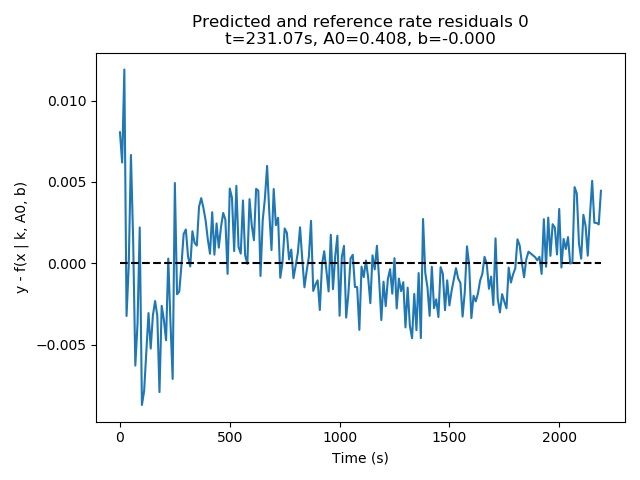 Predicted and reference rate residuals 0
t=231.07s, A0=0.408, b=-0.000
y - f(x | k, A0, b)
0.010
0.005
0.000
−0.005
0
500
1000
1500
2000
Time (s)